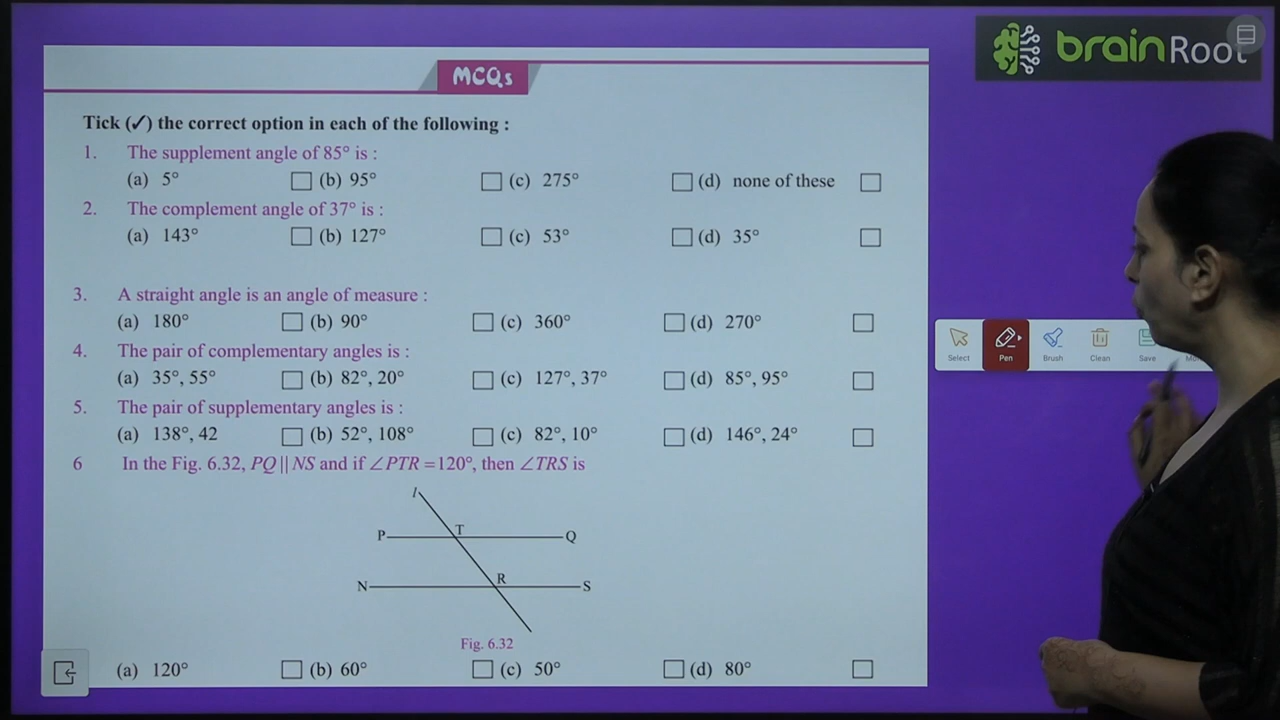 brainRoot
MCQs
Tick (✓) the correct option in each of the following :
1. The supplement angle of 85° is :
(a) 5° (b) 95° (c) 275° (d) none of these
2. The complement angle of 37° is :
(a) 143° (b) 127° (c) 53° (d) 35°
3. A straight angle is an angle of measure :
(a) 180° (b) 90° (c) 360° (d) 270°
4. The pair of complementary angles is :
(a) 35°, 55° (b) 82°, 20° (c) 127°, 37° (d) 85°, 95°
5. The pair of supplementary angles is :
(a) 138°, 42 (b) 52°, 108° (c) 82°, 10° (d) 146°, 24°
6 In the Fig. 6.32, PQ || NS and if ∠PTR = 120°, then ∠TRS is
l
P T Q
N R S
Fig. 6.32
(a) 120° (b) 60° (c) 50° (d) 80°
Select Pen Brush Clean Save